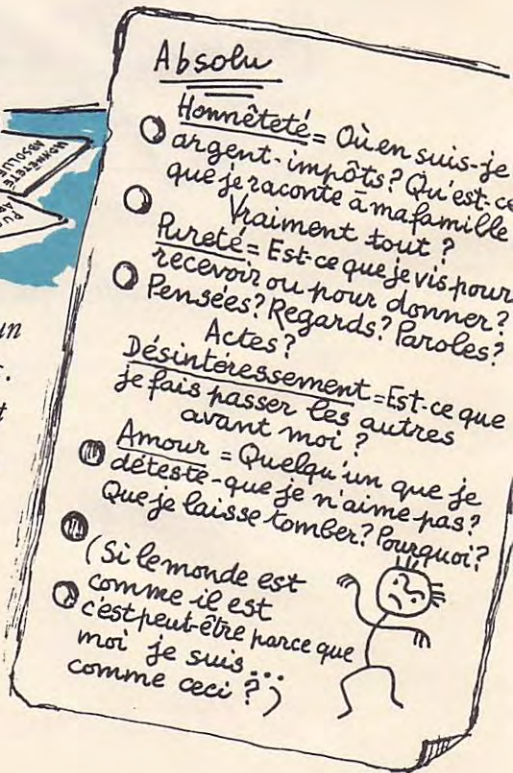 Absolu
Honnêteté = Où en suis-je
argent-impôts? Qu'est-ce
que je raconte à ma famille
Vraiment tout ?
Pureté = Est-ce que je vis pour
recevoir ou pour donner?
Pensées? Regards? Paroles?
Actes?
Désintéressement = Est-ce que
je fais passer les autres
avant moi ?
Amour = Quelqu'un que je
déteste - que je n'aime pas?
Que je laisse tomber? Pourquoi?
(Si le monde est
comme il est
c'est peut-être parce que
moi je suis...
comme ceci ?)
HONNÊTETÉ
ABSOLUE
un